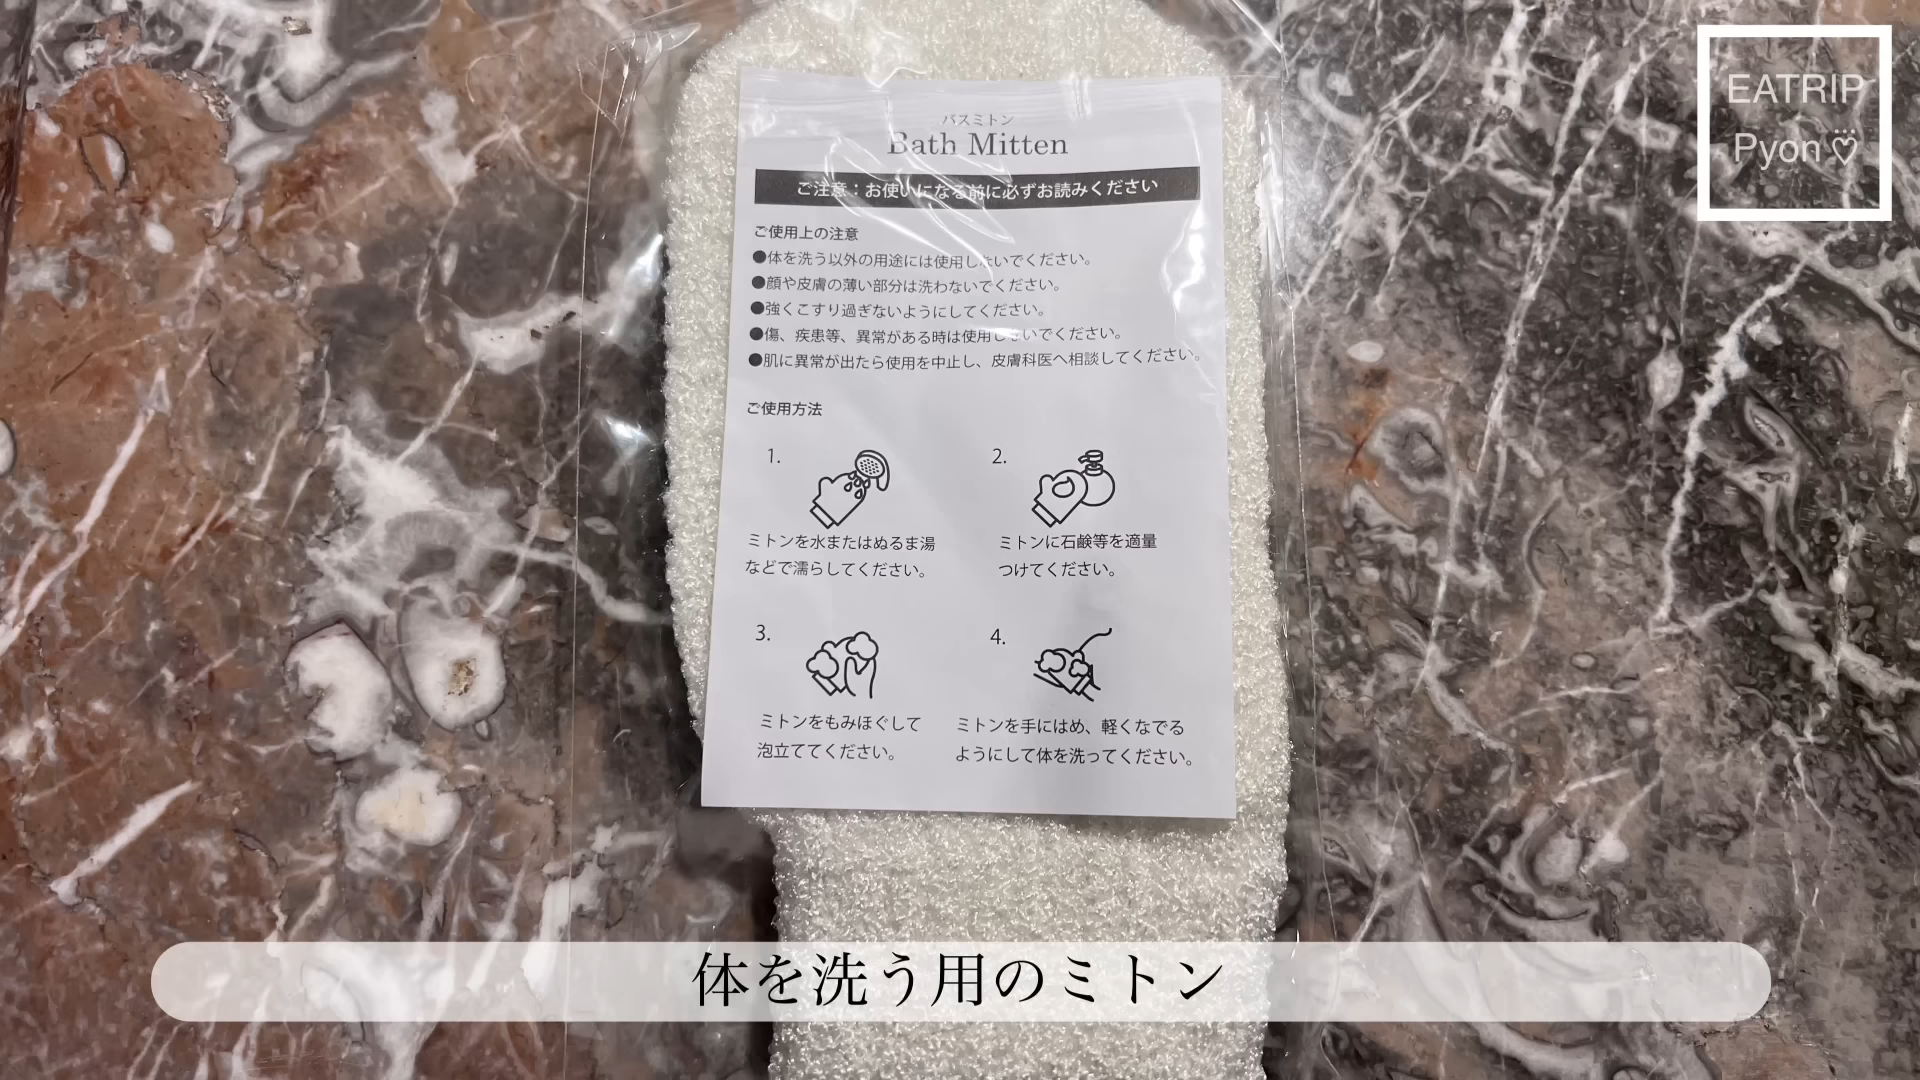 EATRIP
Pyon♡
バスミトン
Bath Mitten
ご注意：お使いになる前に必ずお読みください
ご使用上の注意
●体を洗う以外の用途には使用しないでください。
●顔や皮膚の薄い部分は洗わないでください。
●強くこすり過ぎないようにしてください。
●傷、疾患等、異常がある時は使用しないでください。
●肌に異常が出たら使用を中止し、皮膚科医へ相談してください。
ご使用方法
1.
ミトンを水またはぬるま湯
などで濡らしてください。
2.
ミトンに石鹸等を適量
つけてください。
3.
ミトンをもみほぐして
泡立ててください。
4.
ミトンを手にはめ、軽くなでる
ようにして体を洗ってください。
体を洗う用のミトン